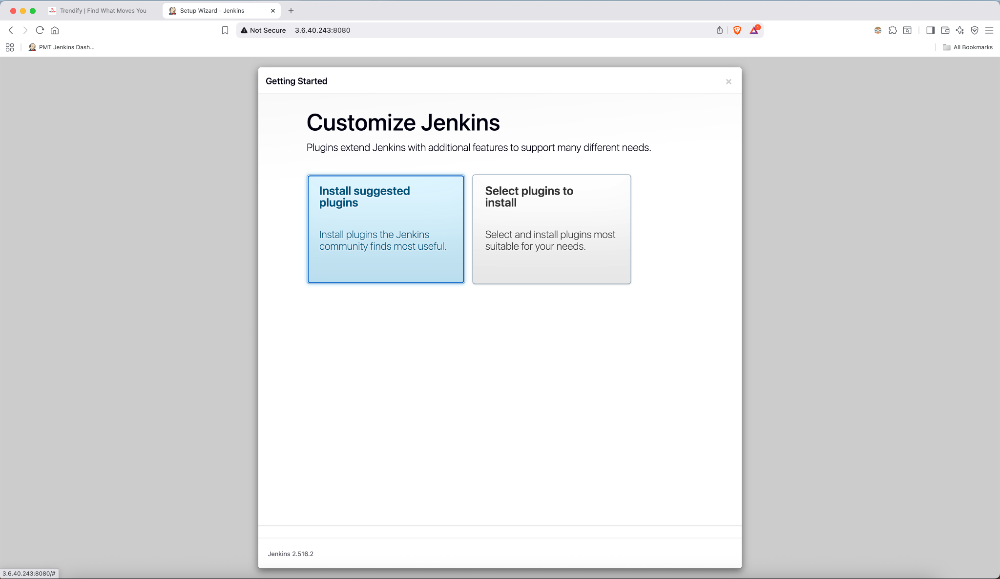 Trendify | Find What Moves You
Setup Wizard - Jenkins
Not Secure 3.6.40.243:8080
1
PMT Jenkins Dash...
All Bookmarks
Getting Started
Customize Jenkins
Plugins extend Jenkins with additional features to support many different needs.
Install suggested
plugins
Install plugins the Jenkins
community finds most useful.
Select plugins to
install
Select and install plugins most
suitable for your needs.
Jenkins 2.516.2
3.6.40.243:8080/#